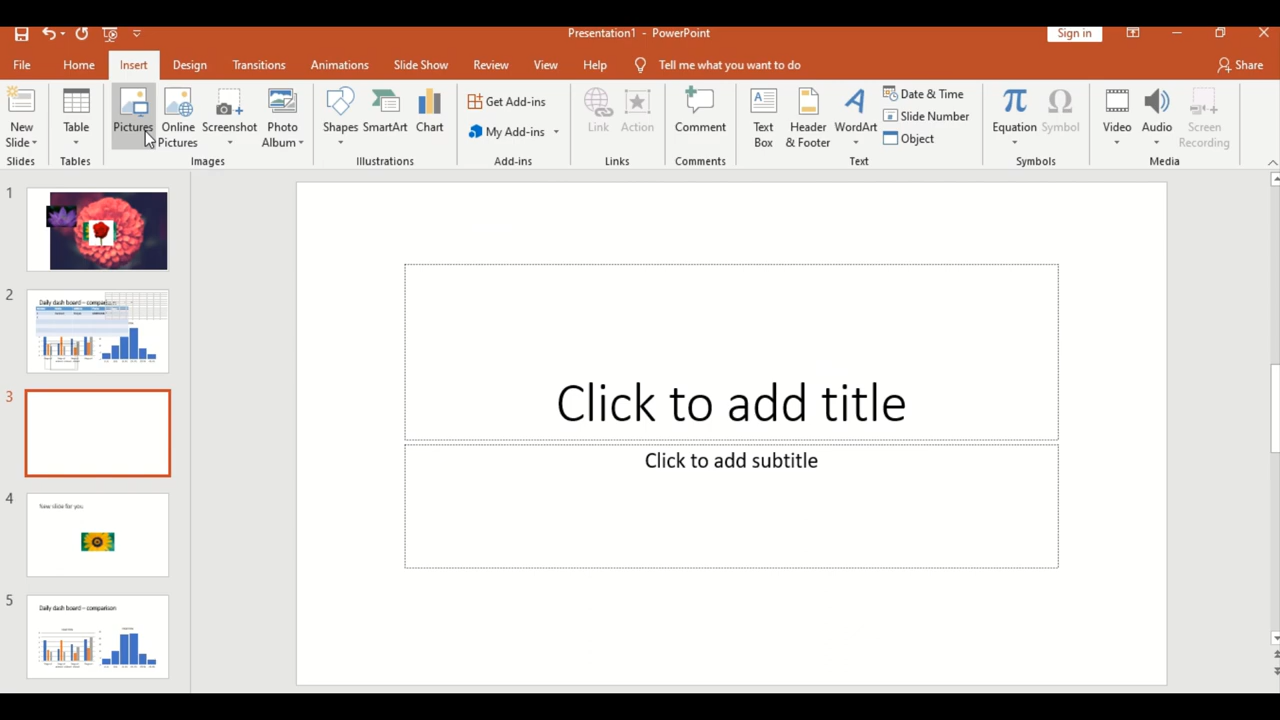 Presentation1 - PowerPoint
Sign in
File Home Insert Design Transitions Animations Slide Show Review View Help Tell me what you want to do Share
New Slide
Table
Pictures
Online Pictures
Screenshot
Photo Album
Shapes
SmartArt
Chart
Get Add-ins
My Add-ins
Link
Action
Comment
Text Box
Header & Footer
WordArt
Date & Time
Slide Number
Object
Equation
Symbol
Video
Audio
Screen Recording
Slides Tables Images Illustrations Add-ins Links Comments Text Symbols Media
1
2
Daily dash board – comparison
3
4
New slide for you
5
Daily dash board – comparison
Click to add title
Click to add subtitle